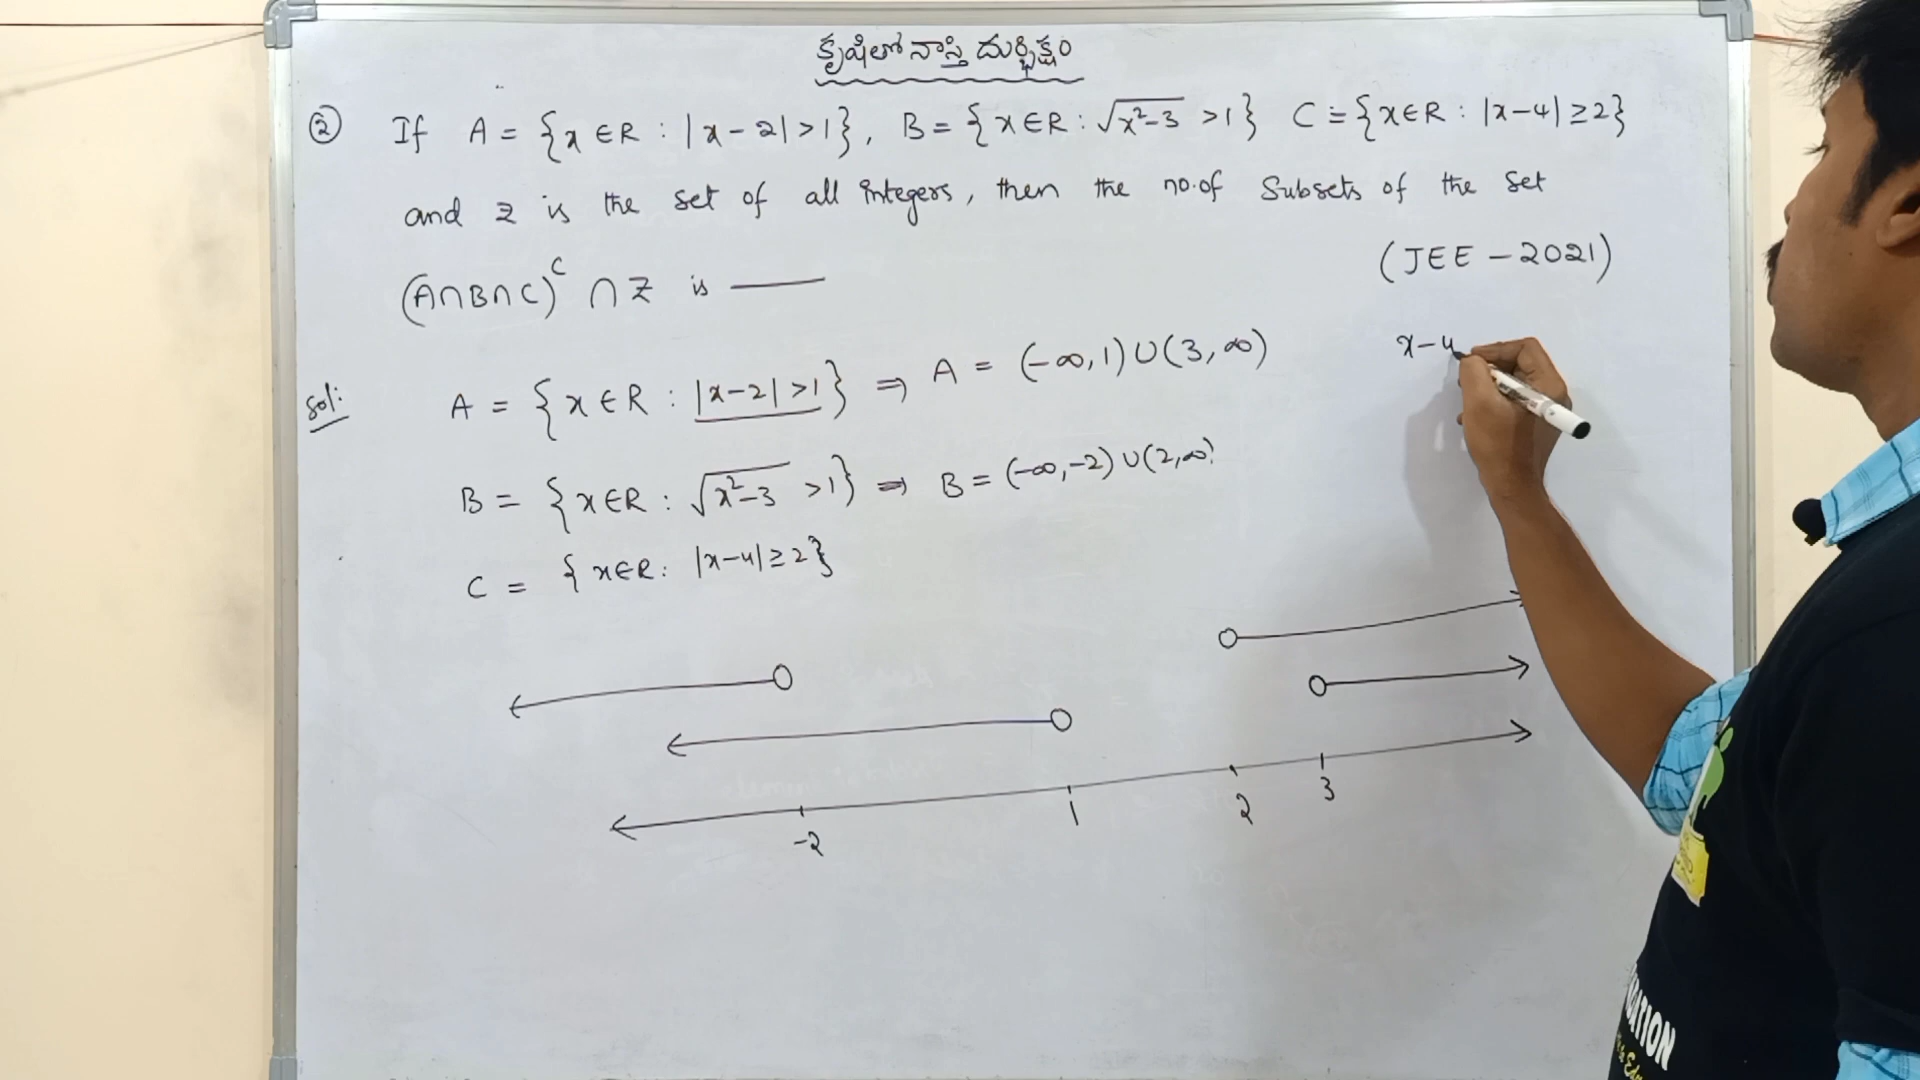 కృషితో నాస్తి దుర్భిక్షం
② If A = {x ∈ R : |x - 2| > 1}, B = {x ∈ R : √(x²-3) > 1} C = {x ∈ R : |x-4| ≥ 2}
and Z is the set of all integers, then the no.of Subsets of the set
(A∩B∩C)ᶜ ∩ Z is ———
(JEE - 2021)
x-4
Sol: A = {x ∈ R : |x-2| > 1} ⇒ A = (-∞, 1) ∪ (3, ∞)
B = {x ∈ R : √(x²-3) > 1} ⇒ B = (-∞, -2) ∪ (2, ∞)
C = {x ∈ R : |x-4| ≥ 2}
-2 1 2 3